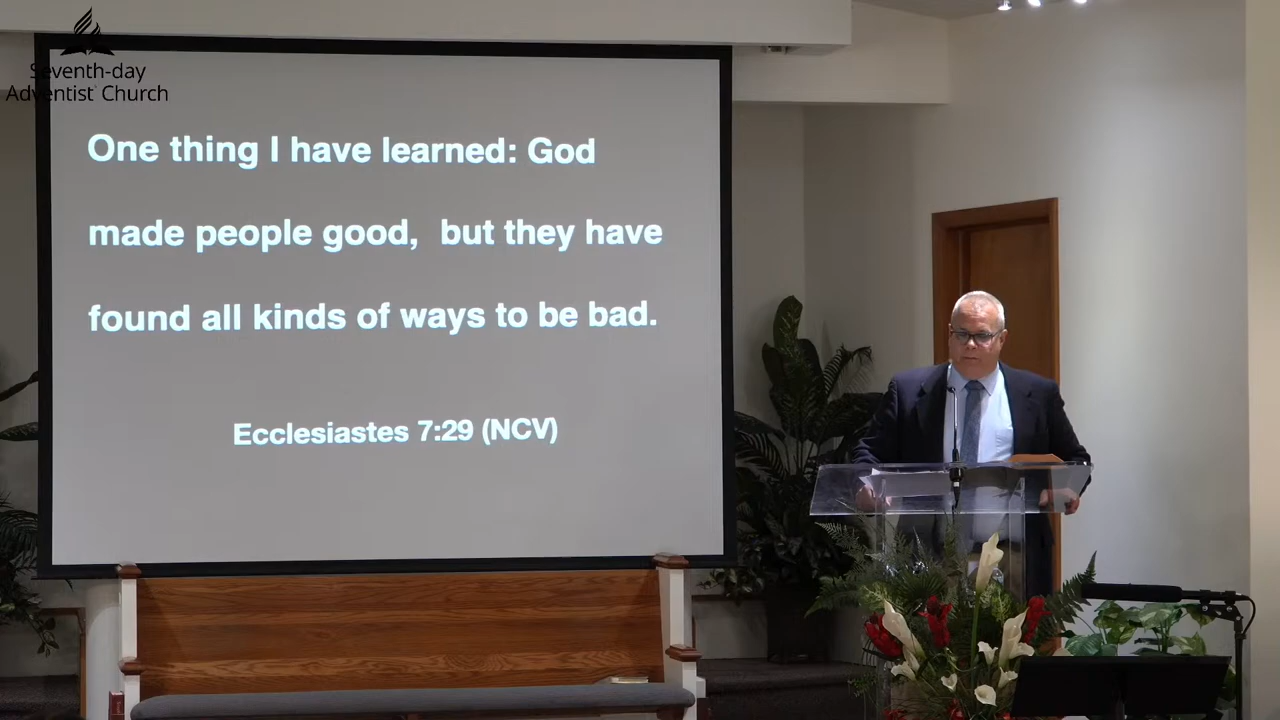 Seventh-day
Adventist Church
One thing I have learned: God
made people good,  but they have
found all kinds of ways to be bad.
Ecclesiastes 7:29 (NCV)